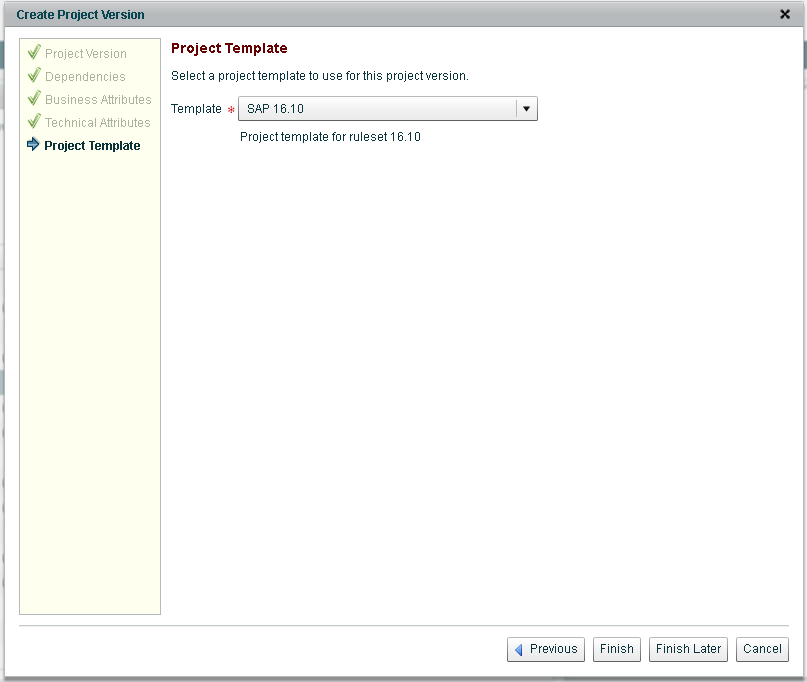 Create Project Version
Project Version
Dependencies
Business Attributes
Technical Attributes
Project Template
Project Template
Select a project template to use for this project version.
Template * SAP 16.10
Project template for ruleset 16.10
Previous Finish Finish Later Cancel